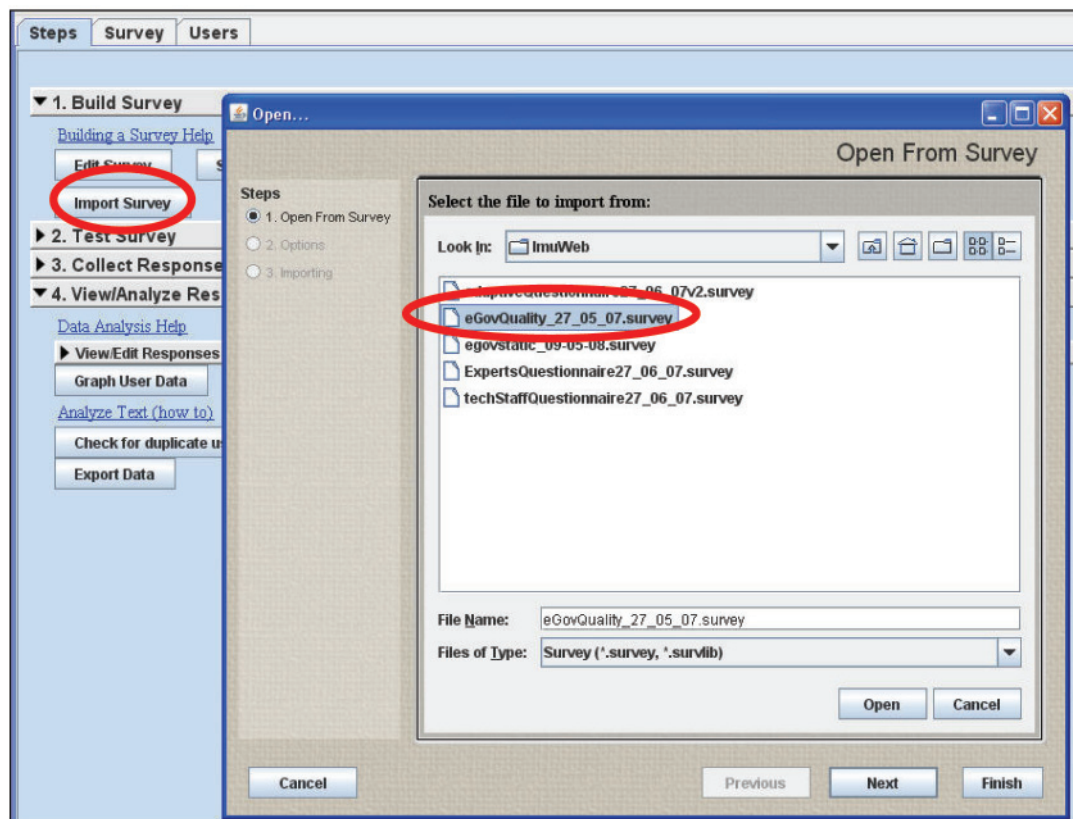 Steps Survey Users
1. Build Survey
Building a Survey Help
Edit Survey S
Import Survey
2. Test Survey
3. Collect Response
4. View/Analyze Res
Data Analysis Help
View/Edit Responses
Graph User Data
Analyze Text (how to)
Check for duplicate u
Export Data
Open...
Open From Survey
Steps
1. Open From Survey
2. Options
3. Importing
Select the file to import from:
Look In: ImuWeb
adaptiveQuestionnaire27_06_07v2.survey
eGovQuality_27_05_07.survey
egovstatic_09-05-08.survey
ExpertsQuestionnaire27_06_07.survey
techStaffQuestionnaire27_06_07.survey
File Name: eGovQuality_27_05_07.survey
Files of Type: Survey (*.survey, *.survlib)
Open Cancel
Cancel Previous Next Finish